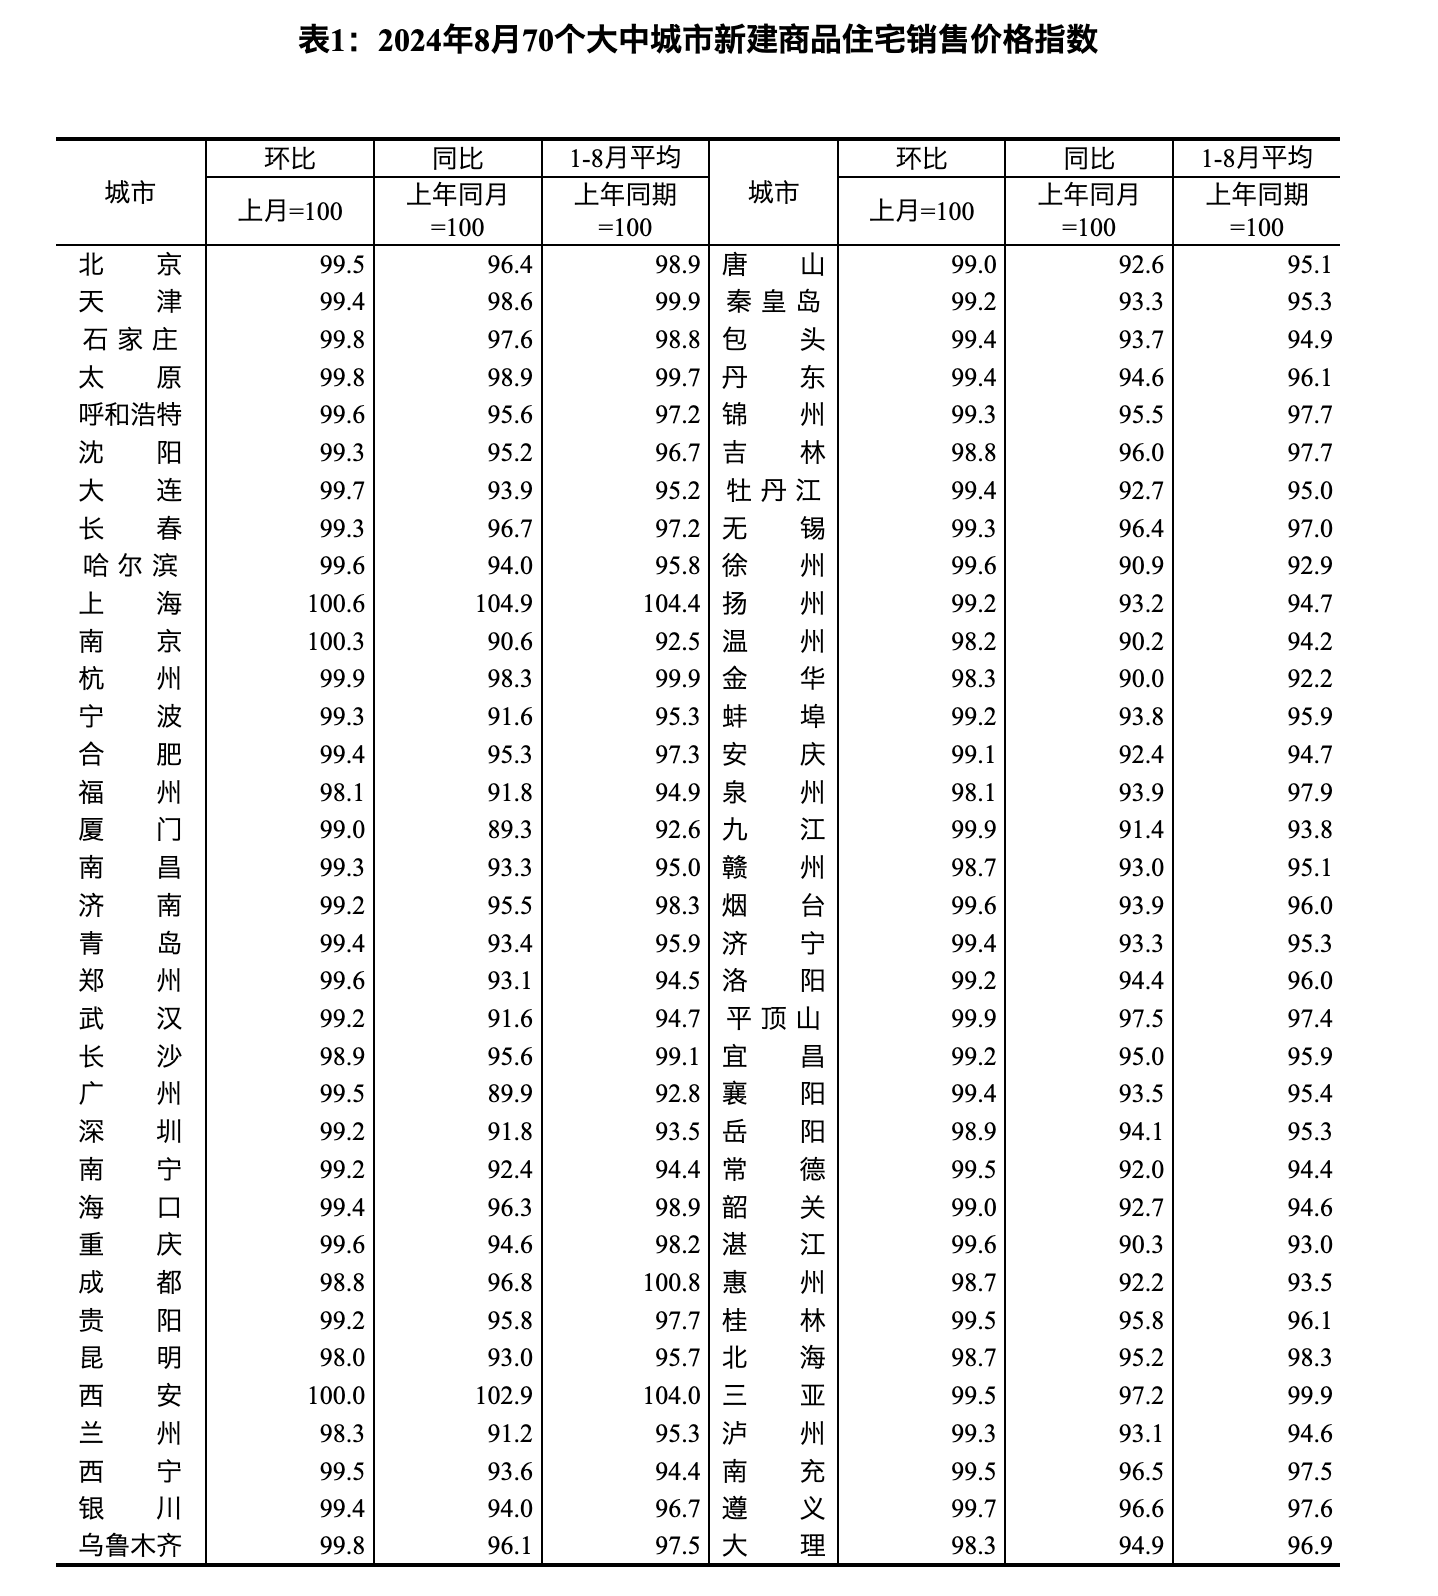 表1：2024年8月70个大中城市新建商品住宅销售价格指数
城市 环比 同比 1-8月平均 城市 环比 同比 1-8月平均
上月=100 上年同月=100 上年同期=100 上月=100 上年同月=100 上年同期=100
北京 99.5 96.4 98.9 唐山 99.0 92.6 95.1
天津 99.4 98.6 99.9 秦皇岛 99.2 93.3 95.3
石家庄 99.8 97.6 98.8 包头 99.4 93.7 94.9
太原 99.8 98.9 99.7 丹东 99.4 94.6 96.1
呼和浩特 99.6 95.6 97.2 锦州 99.3 95.5 97.7
沈阳 99.3 95.2 96.7 吉林 98.8 96.0 97.7
大连 99.7 93.9 95.2 牡丹江 99.4 92.7 95.0
长春 99.3 96.7 97.2 无锡 99.3 96.4 97.0
哈尔滨 99.6 94.0 95.8 徐州 99.6 90.9 92.9
上海 100.6 104.9 104.4 扬州 99.2 93.2 94.7
南京 100.3 90.6 92.5 温州 98.2 90.2 94.2
杭州 99.9 98.3 99.9 金华 98.3 90.0 92.2
宁波 99.3 91.6 95.3 蚌埠 99.2 93.8 95.9
合肥 99.4 95.3 97.3 安庆 99.1 92.4 94.7
福州 98.1 91.8 94.9 泉州 98.1 93.9 97.9
厦门 99.0 89.3 92.6 九江 99.9 91.4 93.8
南昌 99.3 93.3 95.0 赣州 98.7 93.0 95.1
济南 99.2 95.5 98.3 烟台 99.6 93.9 96.0
青岛 99.4 93.4 95.9 济宁 99.4 93.3 95.3
郑州 99.6 93.1 94.5 洛阳 99.2 94.4 96.0
武汉 99.2 91.6 94.7 平顶山 99.9 97.5 97.4
长沙 98.9 95.6 99.1 宜昌 99.2 95.0 95.9
广州 99.5 89.9 92.8 襄阳 99.4 93.5 95.4
深圳 99.2 91.8 93.5 岳阳 98.9 94.1 95.3
南宁 99.2 92.4 94.4 常德 99.5 92.0 94.4
海口 99.4 96.3 98.9 韶关 99.0 92.7 94.6
重庆 99.6 94.6 98.2 湛江 99.6 90.3 93.0
成都 98.8 96.8 100.8 惠州 98.7 92.2 93.5
贵阳 99.2 95.8 97.7 桂林 99.5 95.8 96.1
昆明 98.0 93.0 95.7 北海 98.7 95.2 98.3
西安 100.0 102.9 104.0 三亚 99.5 97.2 99.9
兰州 98.3 91.2 95.3 泸州 99.3 93.1 94.6
西宁 99.5 93.6 94.4 南充 99.5 96.5 97.5
银川 99.4 94.0 96.7 遵义 99.7 96.6 97.6
乌鲁木齐 99.8 96.1 97.5 大理 98.3 94.9 96.9